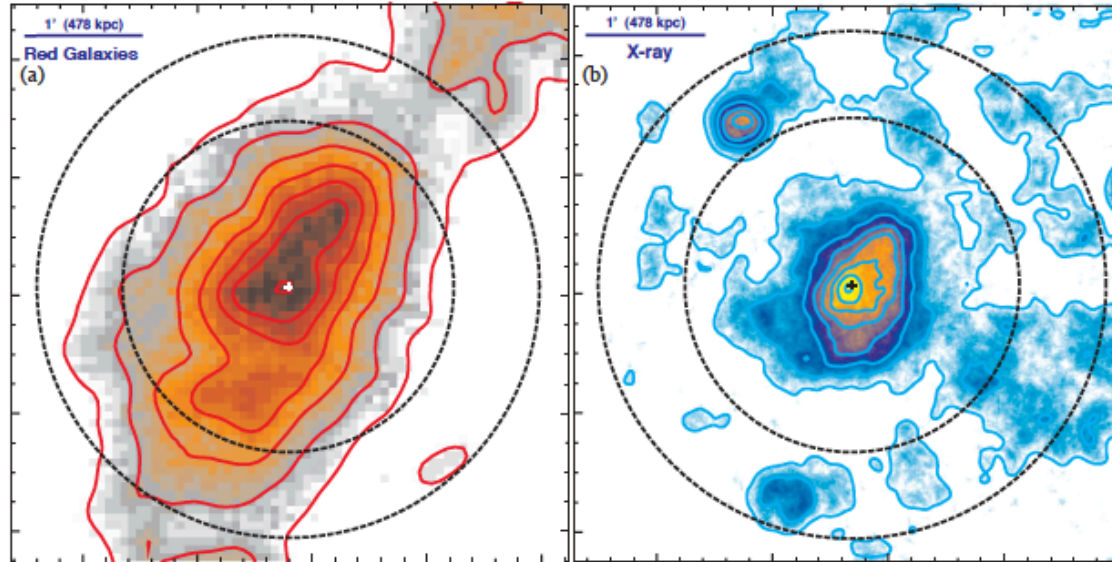 1' (478 kpc)
Red Galaxies
(a)
1' (478 kpc)
X-ray
(b)